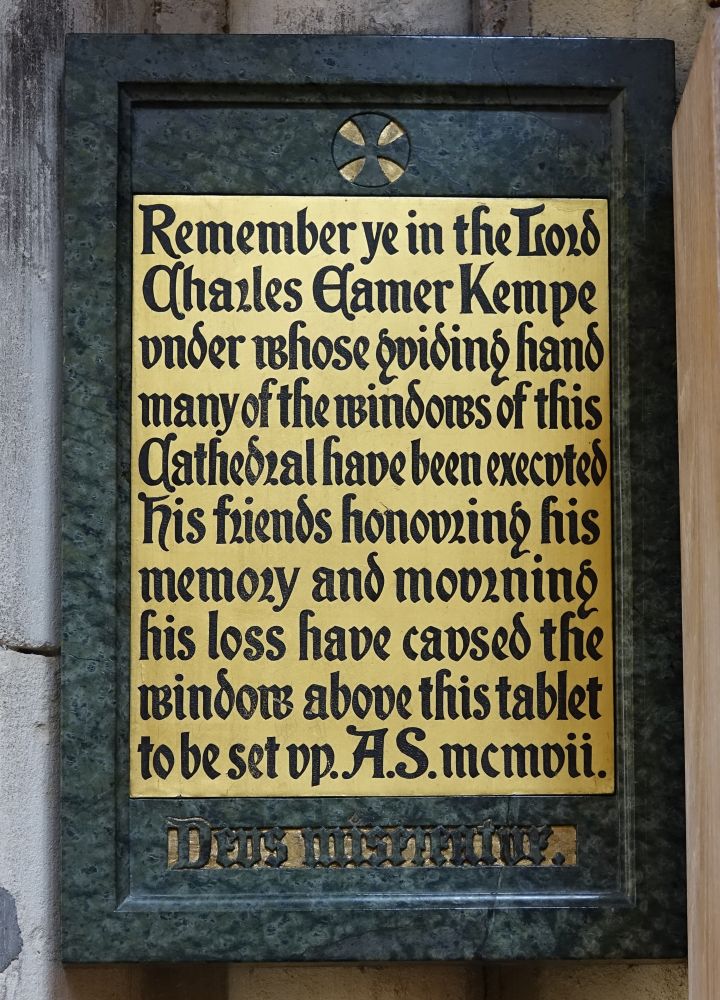 Remember ye in the Lord
Charles Eamer Kempe
vnder whose gviding hand
many of the windows of this
Cathedral have been execvted
His friends honovring his
memory and movrning
his loss have cavsed the
window above this tablet
to be set vp. A.S. mcmvii.
Devs misereatvr.